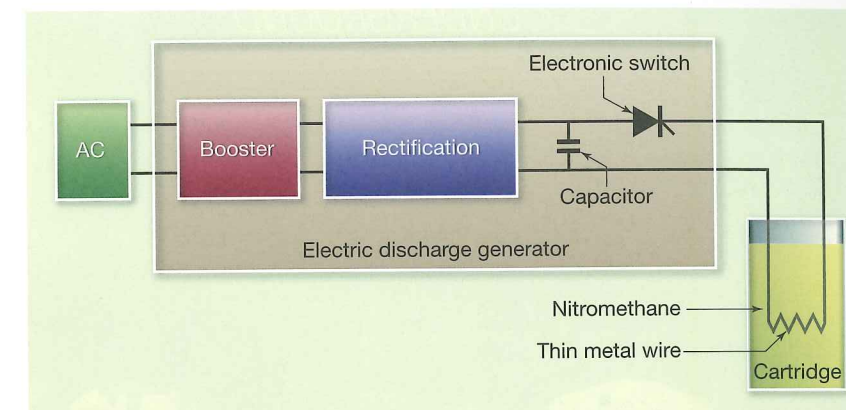 Electronic switch
AC
Booster
Rectification
Capacitor
Electric discharge generator
Nitromethane
Thin metal wire
Cartridge